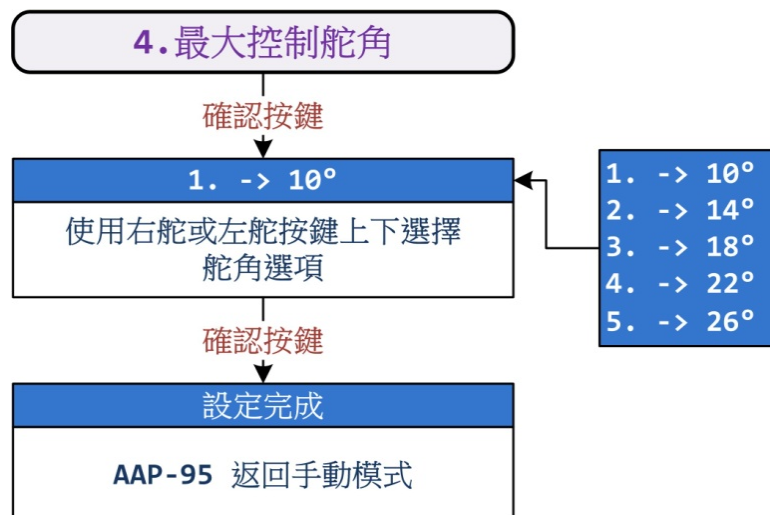 4.最大控制舵角
確認按鍵
1. -> 10°
使用右舵或左舵按鍵上下選擇
舵角選項
1. -> 10°
2. -> 14°
3. -> 18°
4. -> 22°
5. -> 26°
確認按鍵
設定完成
AAP-95 返回手動模式